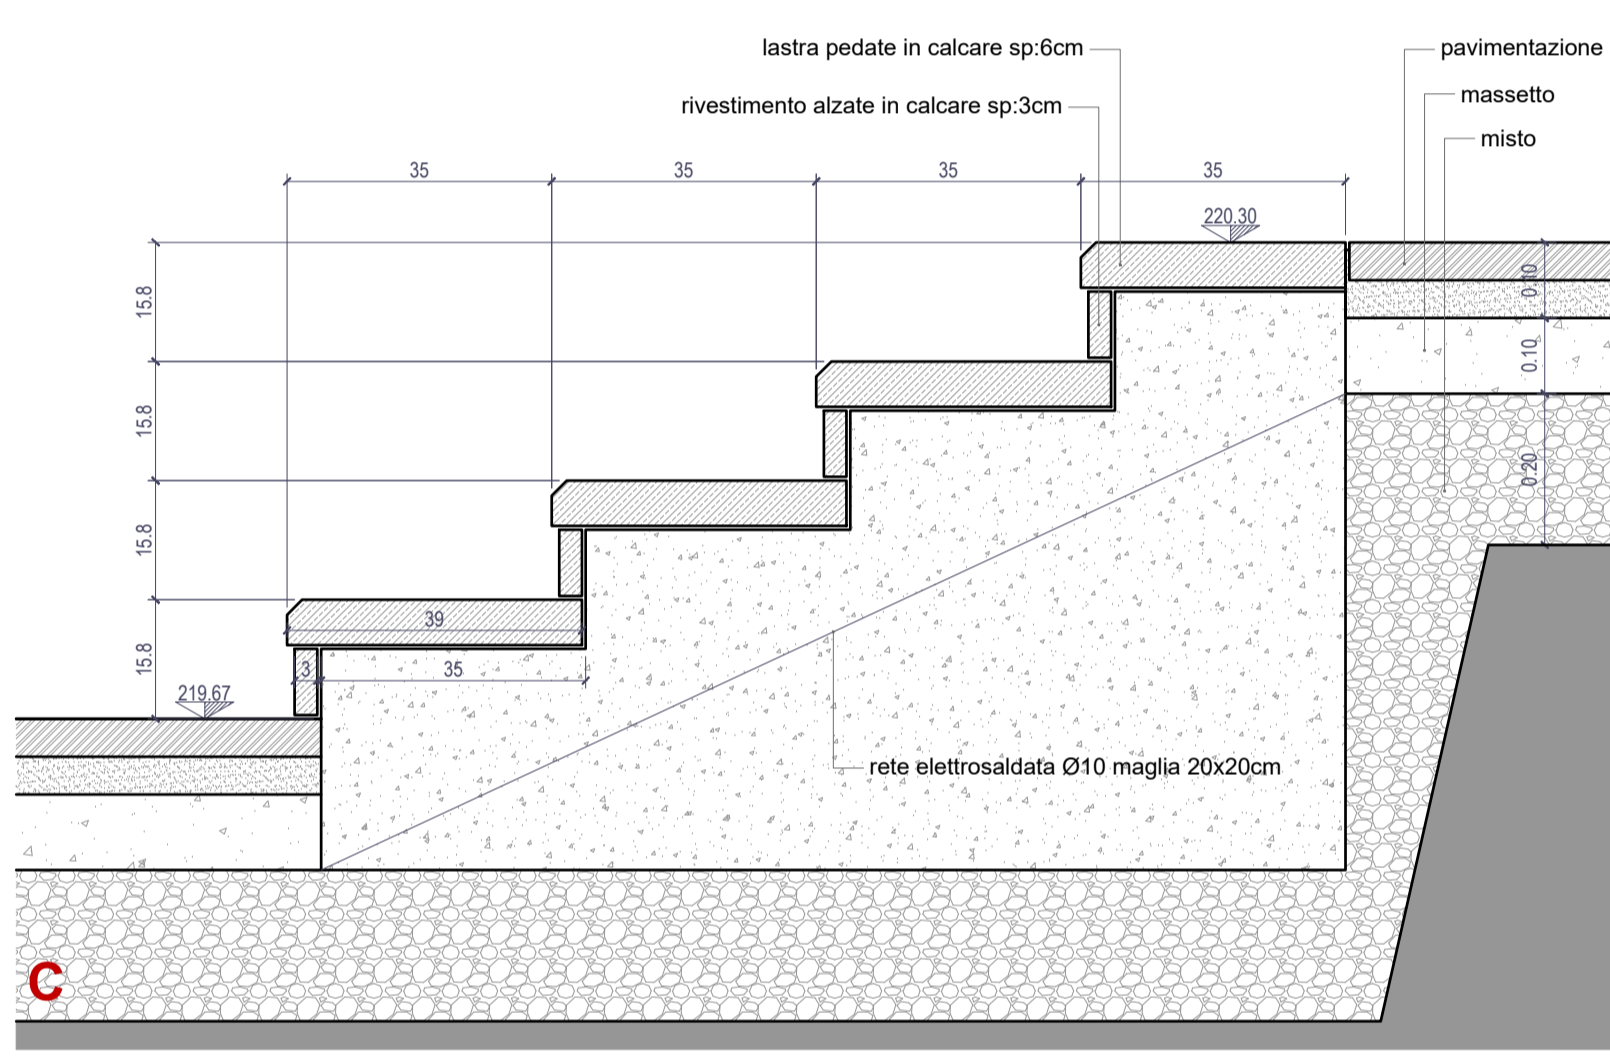 lastra pedate in calcare sp:6cm
pavimentazione
massetto
rivestimento alzate in calcare sp:3cm
misto
35
35
35
35
220.30
15.8
15.8
15.8
15.8
0.10
0.10
0.20
39
3
35
219.67
rete elettrosaldata Ø10 maglia 20x20cm
C